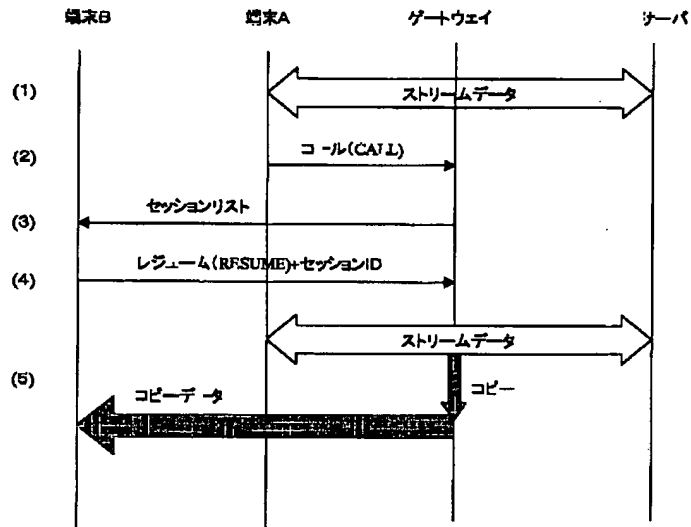 端末B 端末A ゲートウェイ サーバ
(1) ストリームデータ
(2) コール(CALL)
(3) セッションリスト
(4) レジューム(RESUME)+セッションID
ストリームデータ
(5) コピーデータ コピー